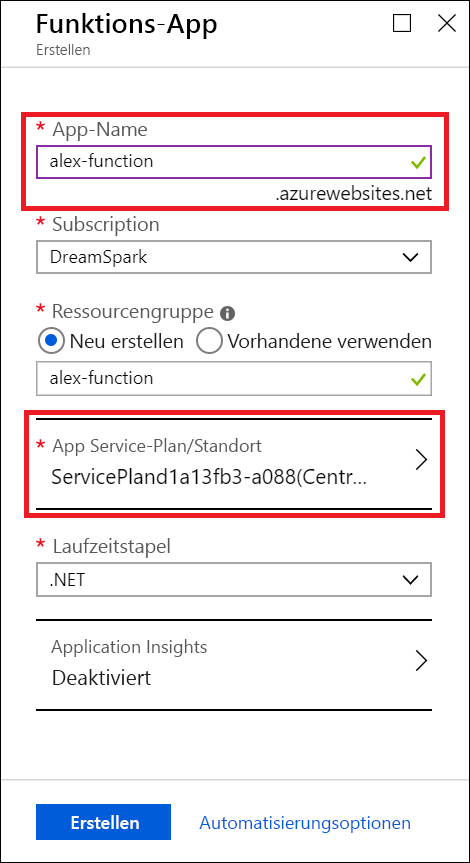 Funktions-App
Erstellen
* App-Name
alex-function
.azurewebsites.net
* Subscription
DreamSpark
* Ressourcengruppe
Neu erstellen Vorhandene verwenden
alex-function
* App Service-Plan/Standort
ServicePland1a13fb3-a088(Centr...
* Laufzeitstapel
.NET
Application Insights
Deaktiviert
Erstellen Automatisierungsoptionen